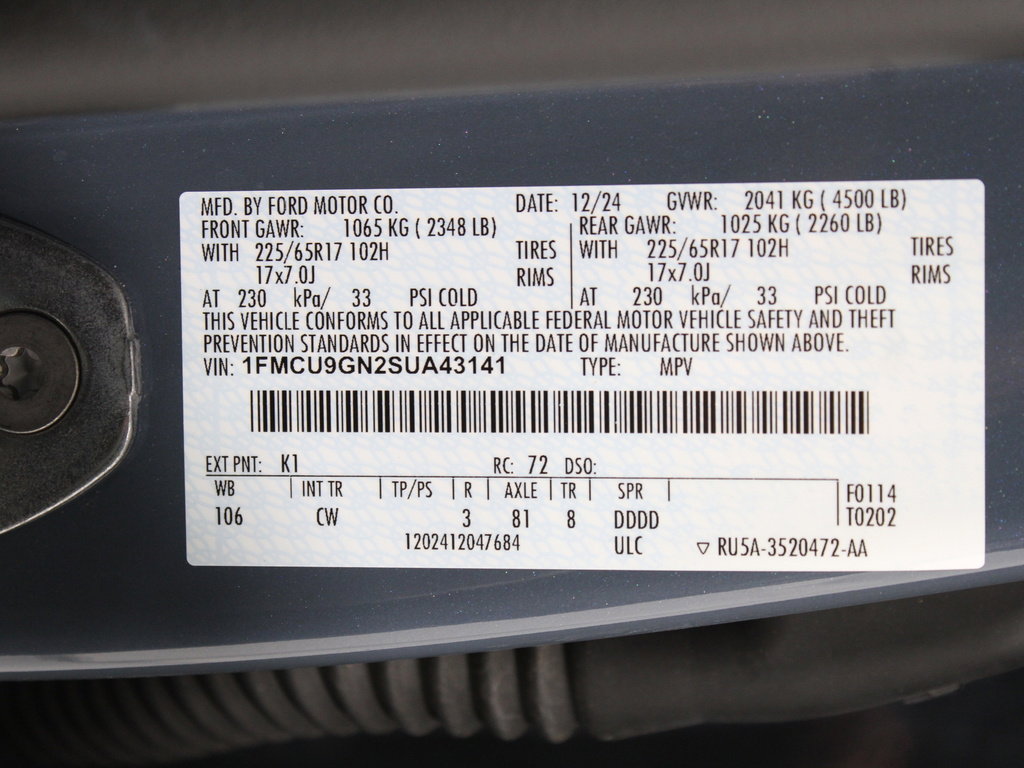 MFD. BY FORD MOTOR CO. DATE: 12/24 GVWR: 2041 KG ( 4500 LB)
FRONT GAWR: 1065 KG ( 2348 LB) REAR GAWR: 1025 KG ( 2260 LB)
WITH 225/65R17 102H TIRES WITH 225/65R17 102H TIRES
17x7.0J RIMS 17x7.0J RIMS
AT 230 kPa/ 33 PSI COLD AT 230 kPa/ 33 PSI COLD
THIS VEHICLE CONFORMS TO ALL APPLICABLE FEDERAL MOTOR VEHICLE SAFETY AND THEFT
PREVENTION STANDARDS IN EFFECT ON THE DATE OF MANUFACTURE SHOWN ABOVE.
VIN: 1FMCU9GN2SUA43141 TYPE: MPV
EXT PNT: K1 RC: 72 DSO:
WB INT TR TP/PS R AXLE TR SPR F0114
106 CW 3 81 8 DDDD T0202
1202412047684 ULC ▽ RU5A-3520472-AA